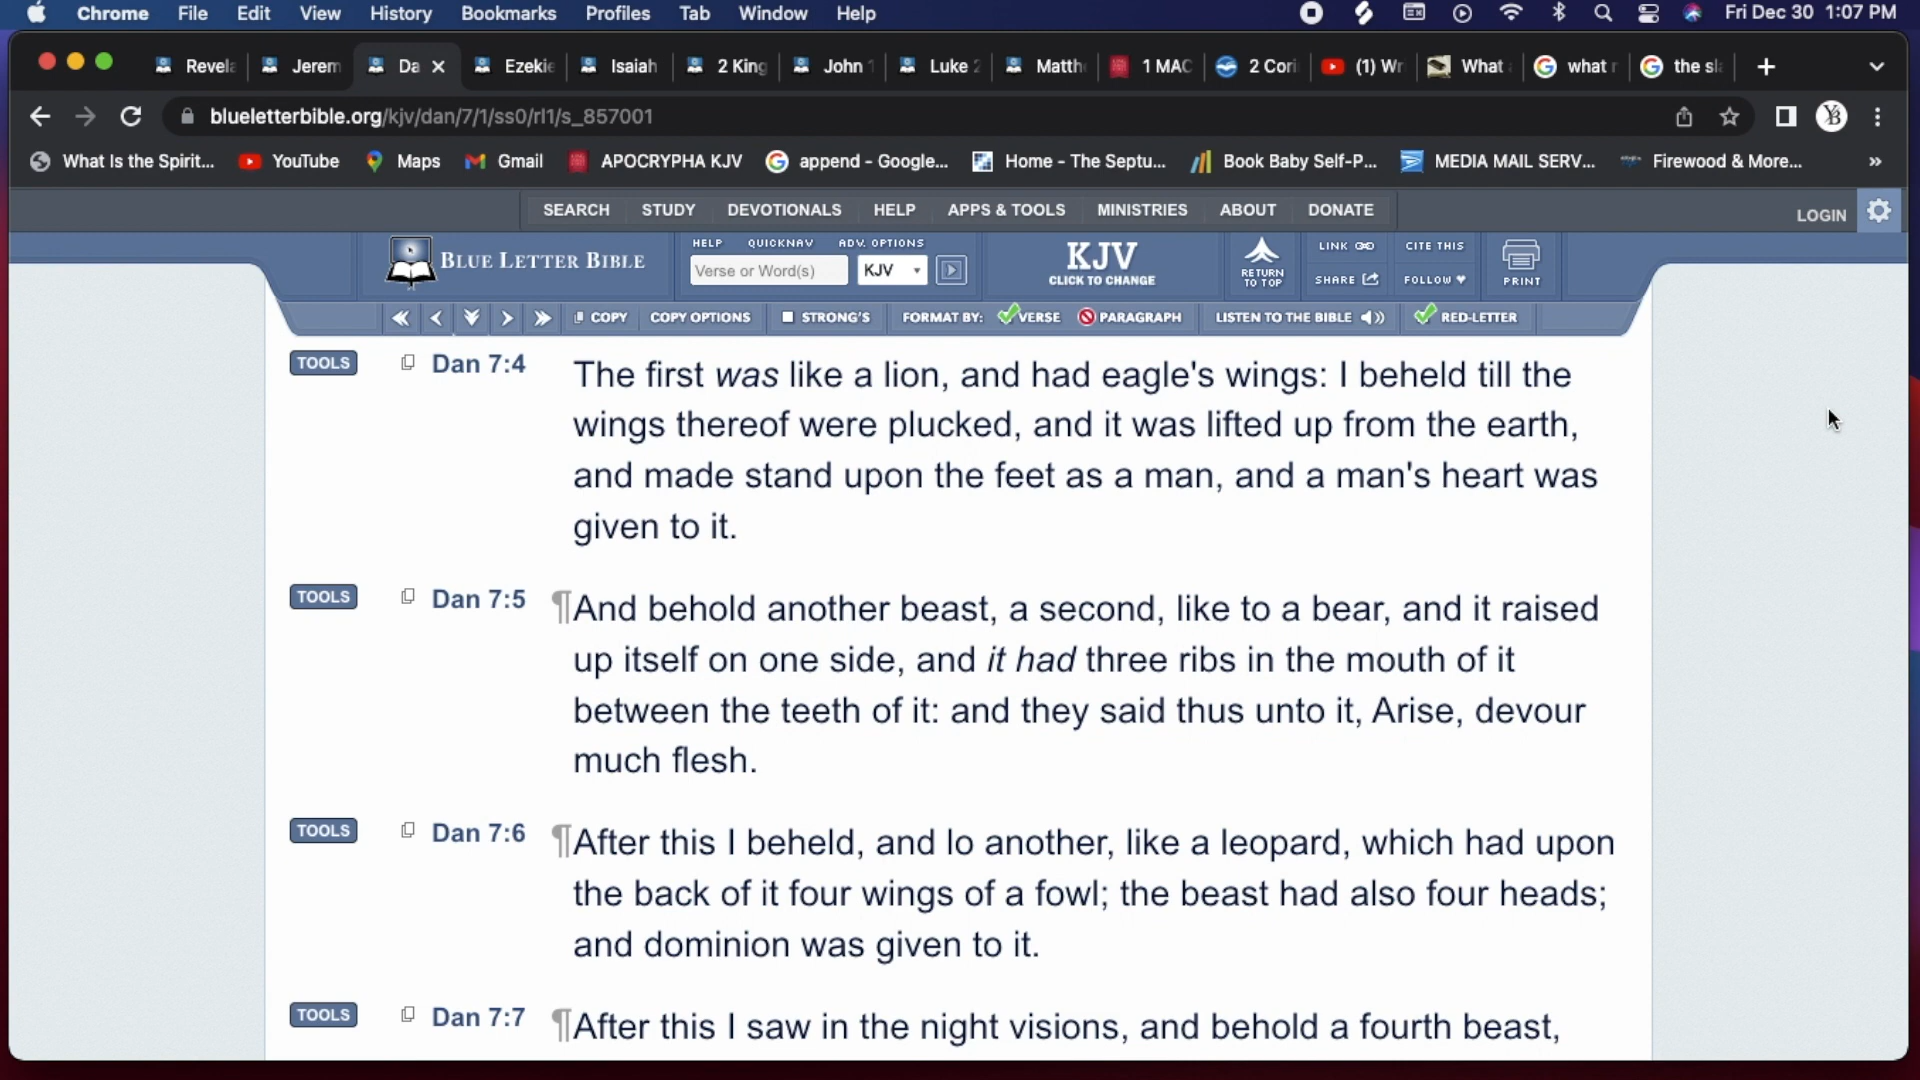 Chrome File Edit View History Bookmarks Profiles Tab Window Help Fri Dec 30 1:07 PM
Revela Jerem Da Ezekie Isaiah 2 King John 1 Luke 2 Matth 1 MAC 2 Cori (1) Wr What what r the sl
blueletterbible.org/kjv/dan/7/1/ss0/rl1/s_857001
What Is the Spirit... YouTube Maps Gmail APOCRYPHA KJV append - Google... Home - The Septu... Book Baby Self-P... MEDIA MAIL SERV... Firewood & More... »
SEARCH STUDY DEVOTIONALS HELP APPS & TOOLS MINISTRIES ABOUT DONATE LOGIN
HELP QUICKNAV ADV. OPTIONS
BLUE LETTER BIBLE Verse or Word(s) KJV
KJV
CLICK TO CHANGE
RETURN
TO TOP
LINK CITE THIS
SHARE FOLLOW
PRINT
COPY COPY OPTIONS STRONG'S FORMAT BY: VERSE PARAGRAPH LISTEN TO THE BIBLE RED-LETTER
TOOLS Dan 7:4 The first was like a lion, and had eagle's wings: I beheld till the
wings thereof were plucked, and it was lifted up from the earth,
and made stand upon the feet as a man, and a man's heart was
given to it.
TOOLS Dan 7:5 ¶And behold another beast, a second, like to a bear, and it raised
up itself on one side, and it had three ribs in the mouth of it
between the teeth of it: and they said thus unto it, Arise, devour
much flesh.
TOOLS Dan 7:6 ¶After this I beheld, and lo another, like a leopard, which had upon
the back of it four wings of a fowl; the beast had also four heads;
and dominion was given to it.
TOOLS Dan 7:7 ¶After this I saw in the night visions, and behold a fourth beast,